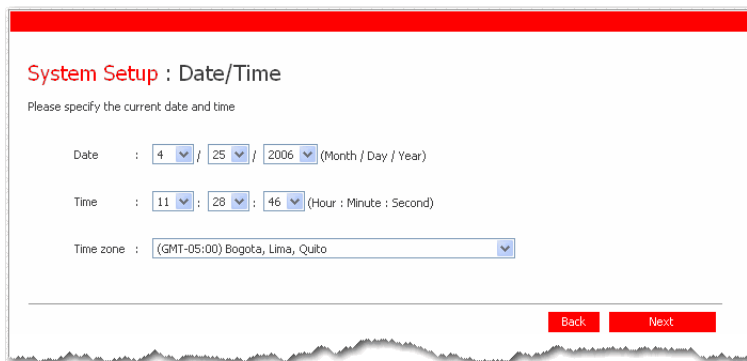 System Setup : Date/Time
Please specify the current date and time
Date : 4 / 25 / 2006 (Month / Day / Year)
Time : 11 : 28 : 46 (Hour : Minute : Second)
Time zone : (GMT-05:00) Bogota, Lima, Quito
Back Next